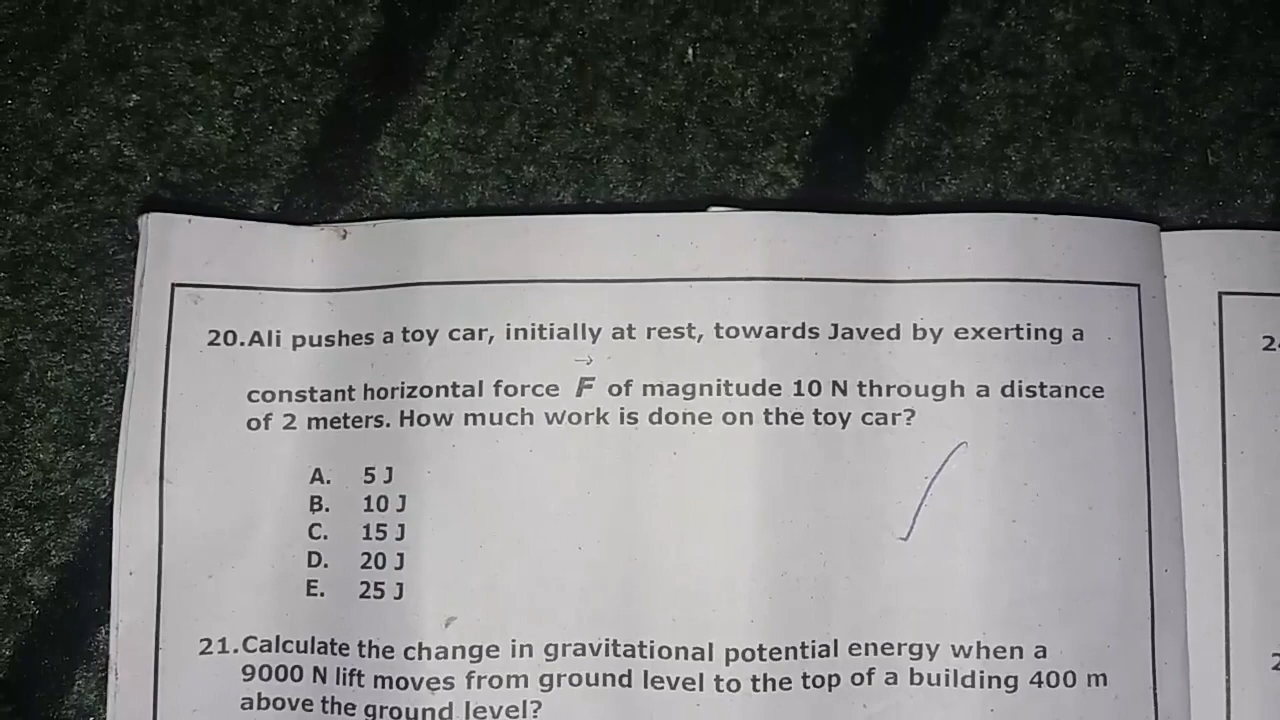 20.Ali pushes a toy car, initially at rest, towards Javed by exerting a
constant horizontal force F→ of magnitude 10 N through a distance
of 2 meters. How much work is done on the toy car?
A. 5 J
B. 10 J
C. 15 J
D. 20 J
E. 25 J
21.Calculate the change in gravitational potential energy when a
9000 N lift moves from ground level to the top of a building 400 m
above the ground level?